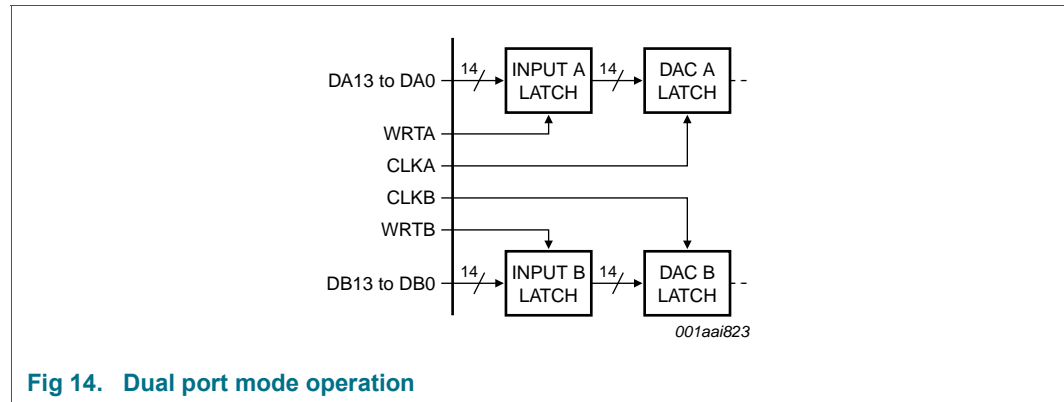 DA13 to DA0
14
INPUT A
LATCH
14
DAC A
LATCH
WRTA
CLKA
CLKB
WRTB
DB13 to DB0
14
INPUT B
LATCH
14
DAC B
LATCH
001aai823
Fig 14. Dual port mode operation